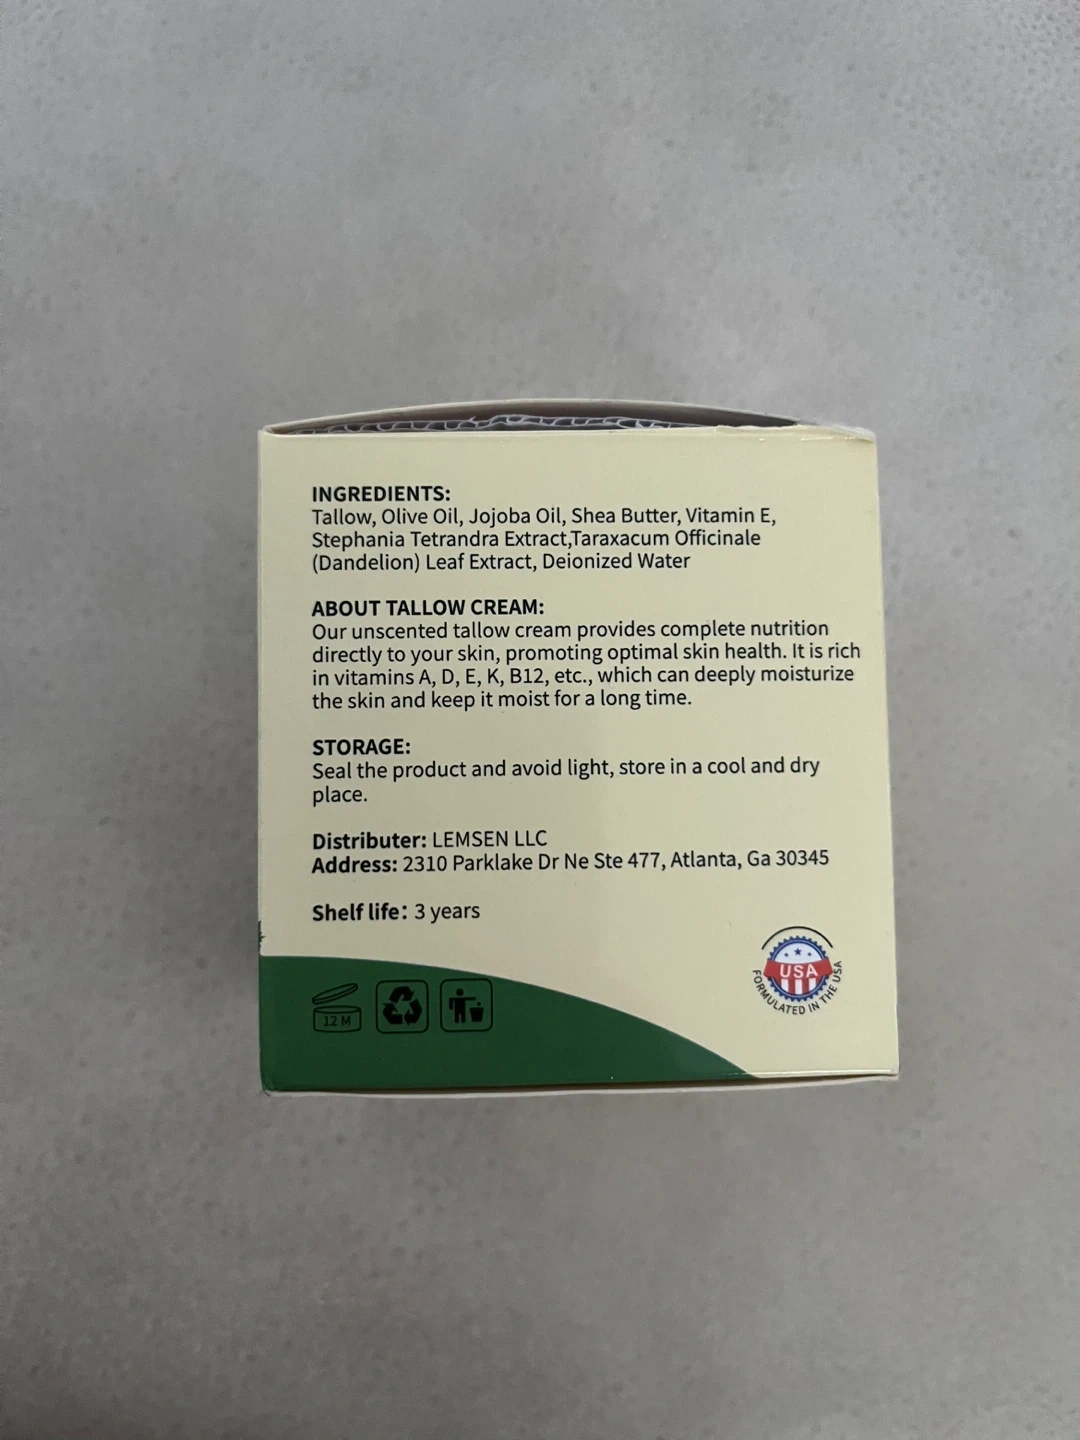 INGREDIENTS:
Tallow, Olive Oil, Jojoba Oil, Shea Butter, Vitamin E,
Stephania Tetrandra Extract,Taraxacum Officinale
(Dandelion) Leaf Extract, Deionized Water
ABOUT TALLOW CREAM:
Our unscented tallow cream provides complete nutrition
directly to your skin, promoting optimal skin health. It is rich
in vitamins A, D, E, K, B12, etc., which can deeply moisturize
the skin and keep it moist for a long time.
STORAGE:
Seal the product and avoid light, store in a cool and dry
place.
Distributer: LEMSEN LLC
Address: 2310 Parklake Dr Ne Ste 477, Atlanta, Ga 30345
Shelf life: 3 years
12 M
USA
FORMULATED IN THE USA